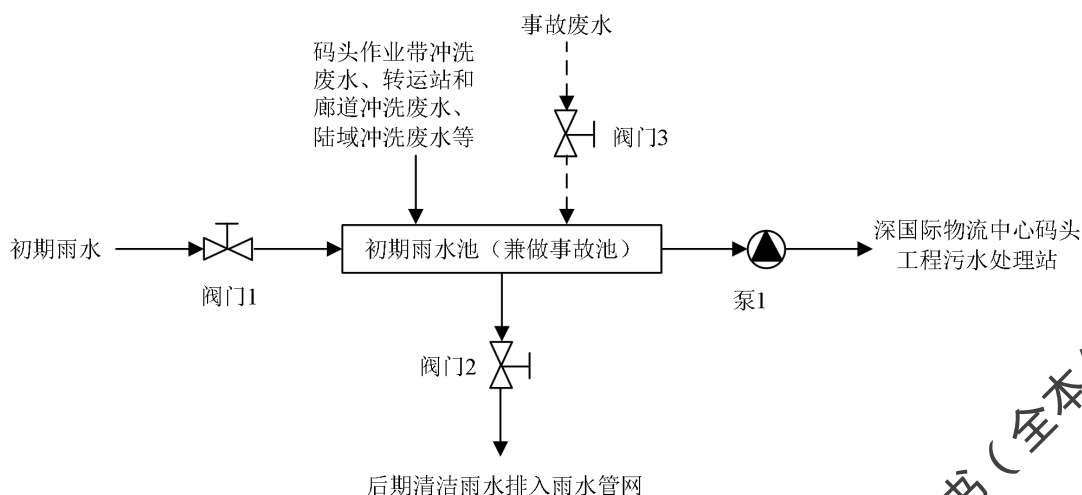 事故废水
码头作业带冲洗
废水、转运站和
廊道冲洗废水、
陆域冲洗废水等
阀门3
初期雨水
初期雨水池（兼做事故池）
深国际物流中心码头
工程污水处理站
阀门1
泵1
阀门2
后期清洁雨水排入雨水管网
书（全本